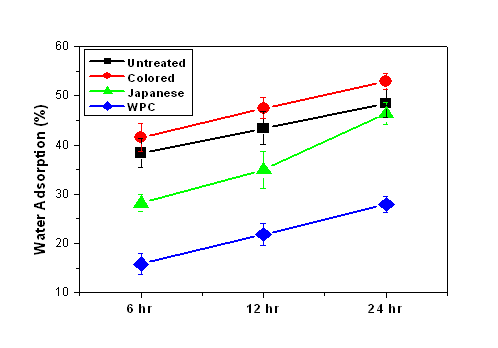 60
50
40
30
20
10
Water Adsorption (%)
Untreated
Colored
Japanese
WPC
6 hr
12 hr
24 hr